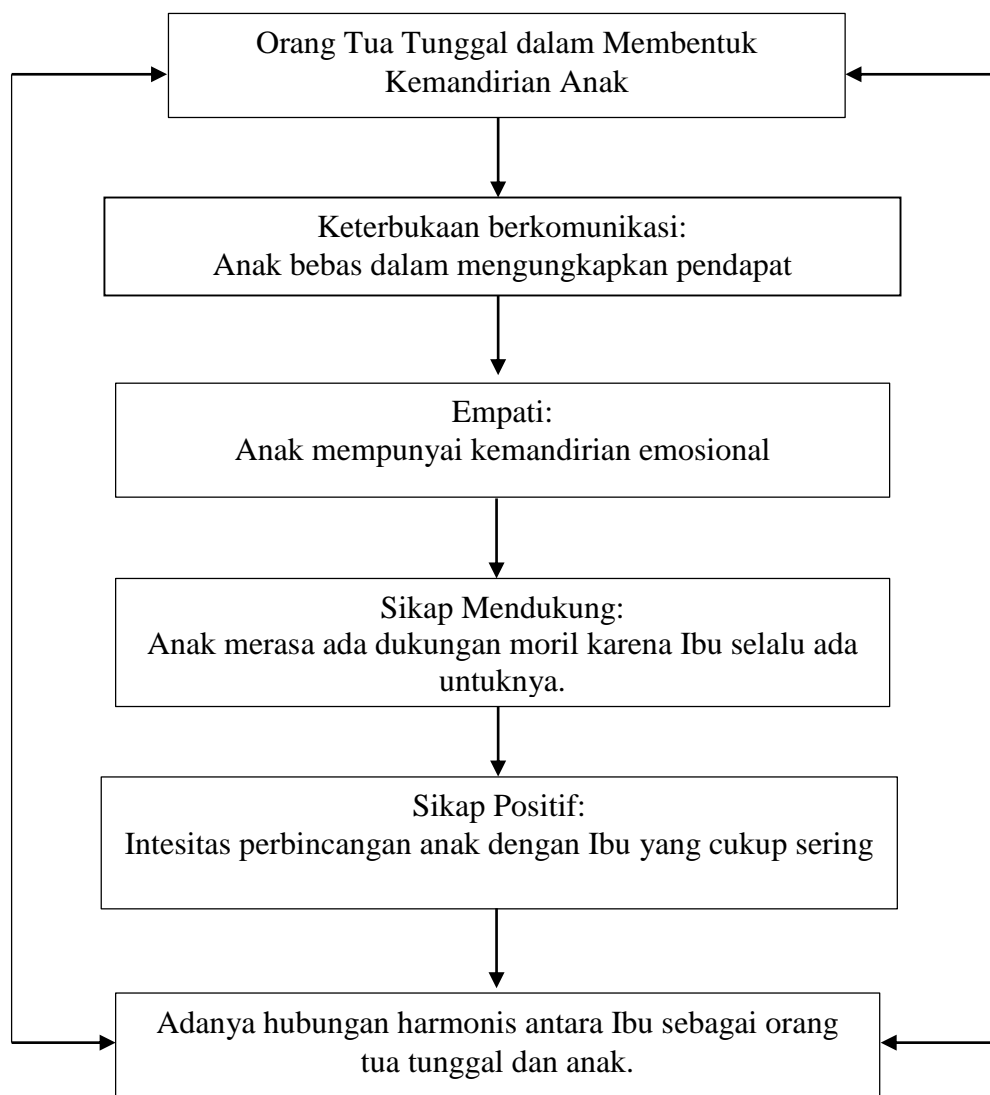 Orang Tua Tunggal dalam Membentuk
Kemandirian Anak
Keterbukaan berkomunikasi:
Anak bebas dalam mengungkapkan pendapat
Empati:
Anak mempunyai kemandirian emosional
Sikap Mendukung:
Anak merasa ada dukungan moril karena Ibu selalu ada
untuknya.
Sikap Positif:
Intesitas perbincangan anak dengan Ibu yang cukup sering
Adanya hubungan harmonis antara Ibu sebagai orang
tua tunggal dan anak.